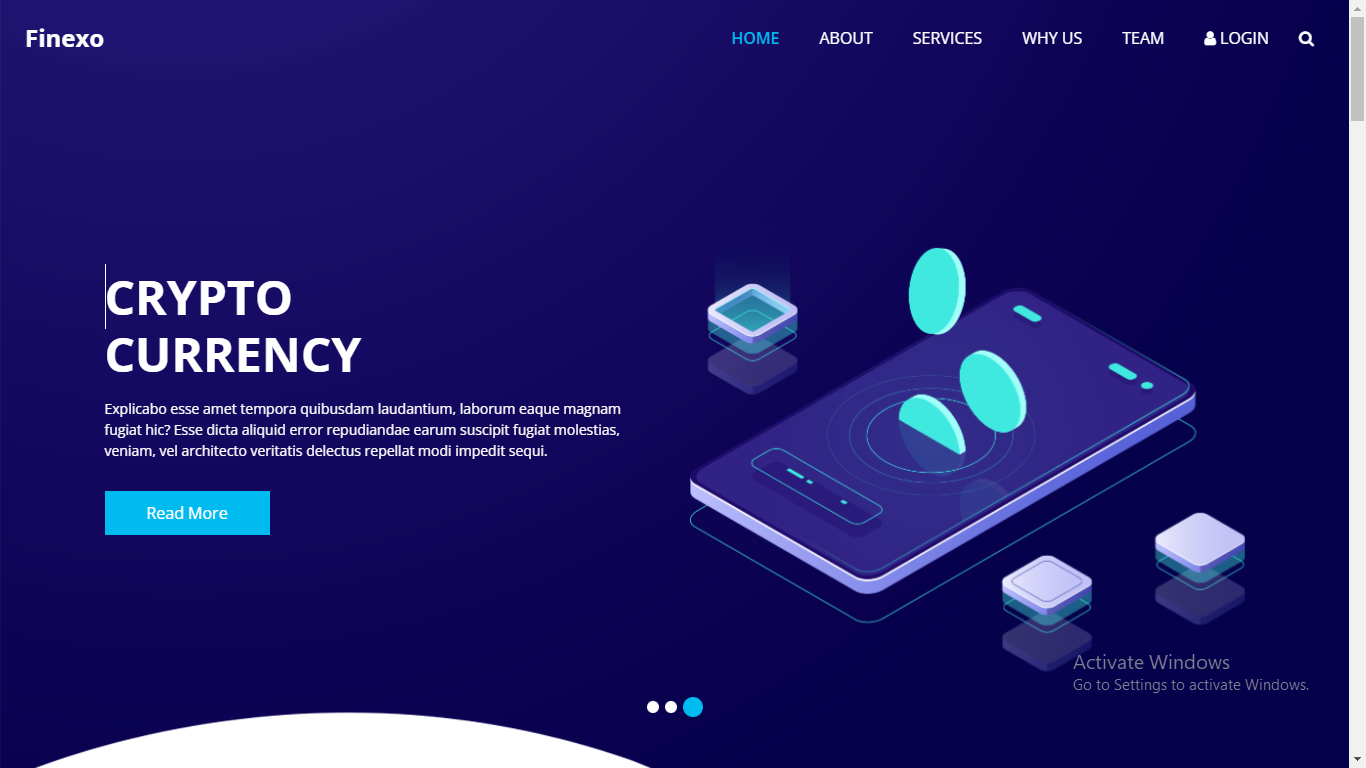 Finexo
HOME ABOUT SERVICES WHY US TEAM LOGIN
CRYPTO
CURRENCY
Explicabo esse amet tempora quibusdam laudantium, laborum eaque magnam
fugiat hic? Esse dicta aliquid error repudiandae earum suscipit fugiat molestias,
veniam, vel architecto veritatis delectus repellat modi impedit sequi.
Read More
Activate Windows
Go to Settings to activate Windows.